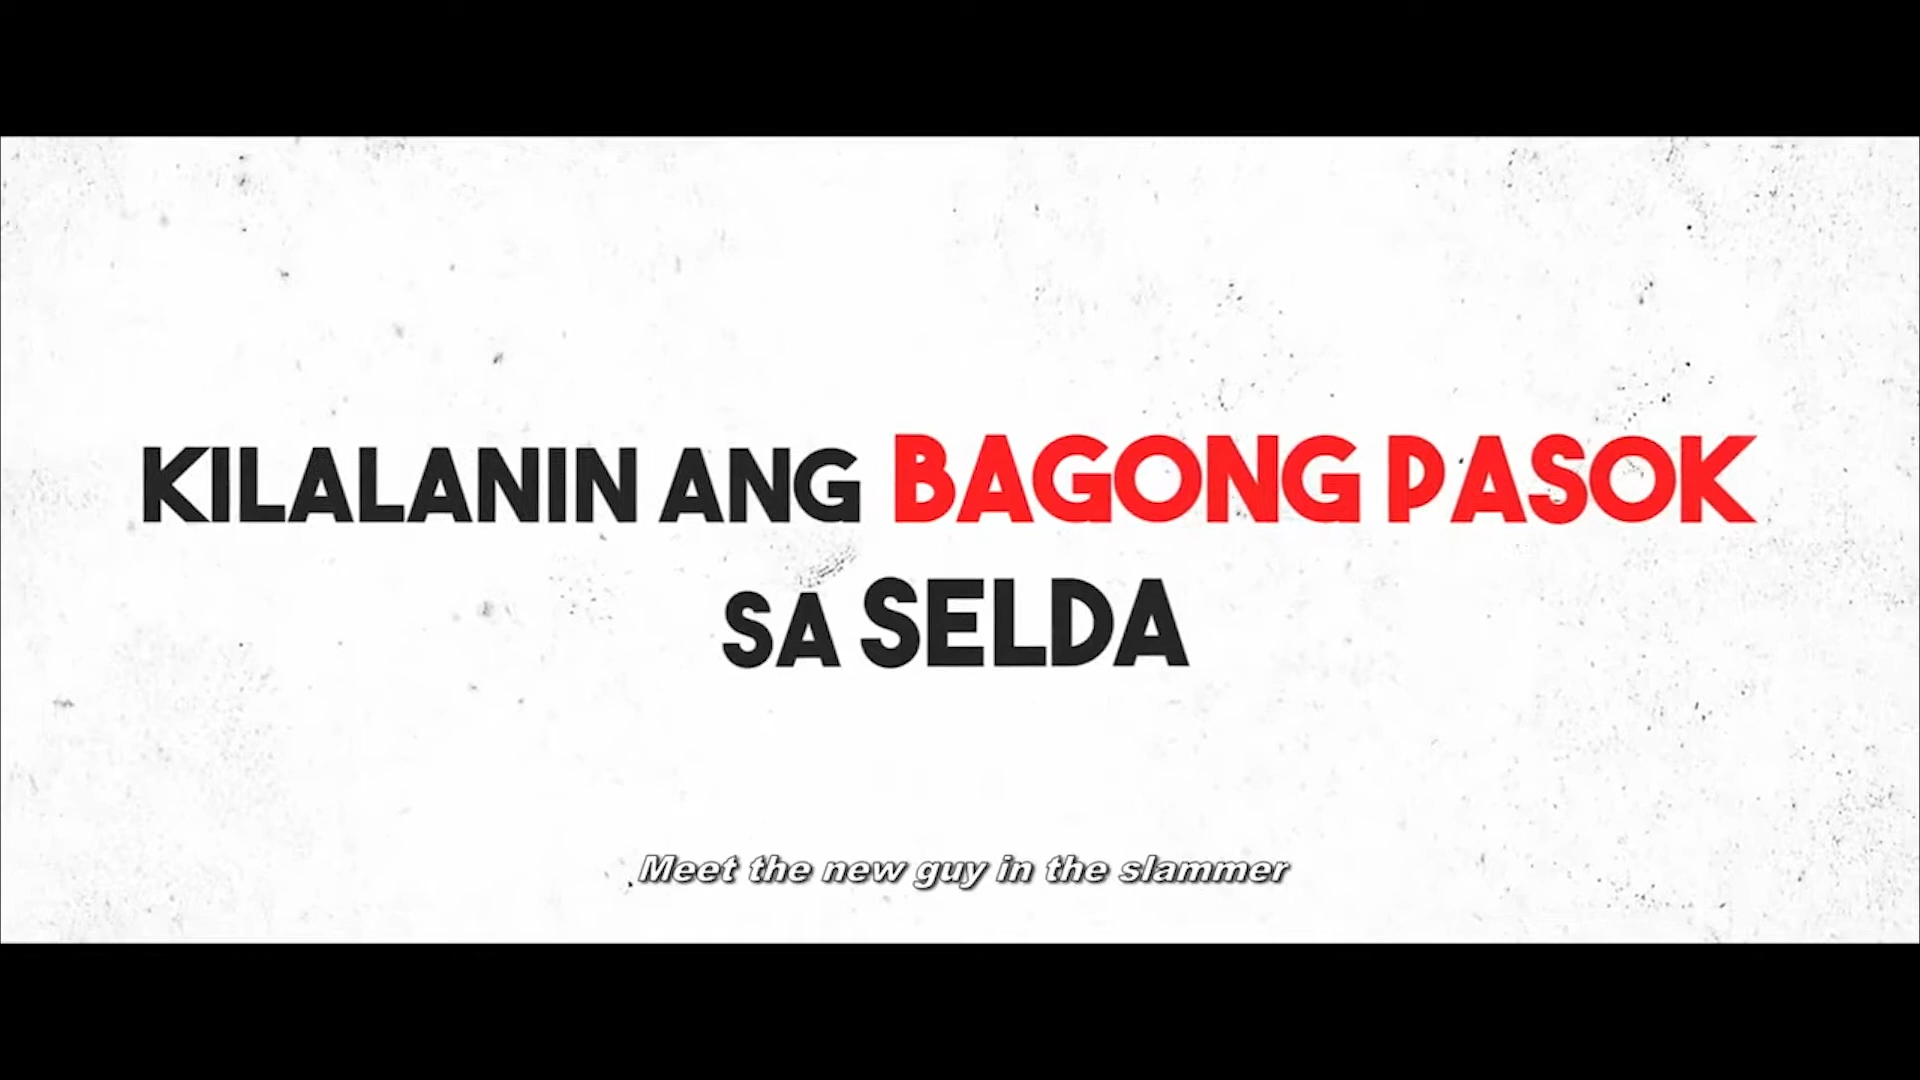 KILALANIN ANG BAGONG PASOK
SA SELDA
Meet the new guy in the slammer